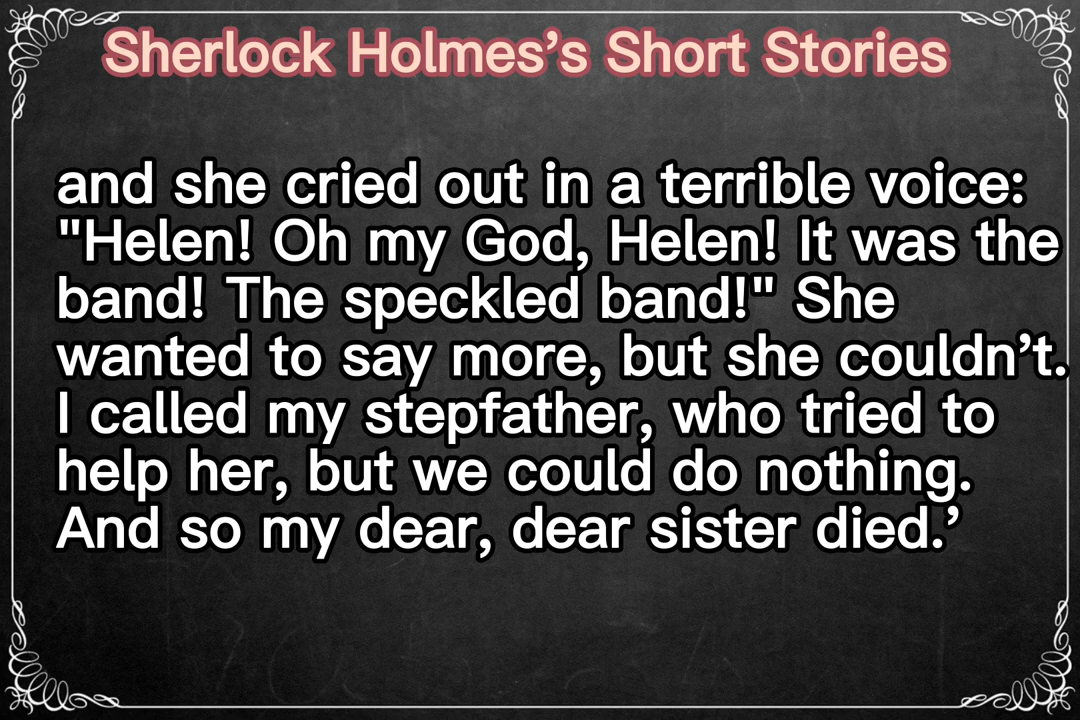 Sherlock Holmes’s Short Stories
and she cried out in a terrible voice:
"Helen! Oh my God, Helen! It was the
band! The speckled band!" She
wanted to say more, but she couldn’t.
I called my stepfather, who tried to
help her, but we could do nothing.
And so my dear, dear sister died.’